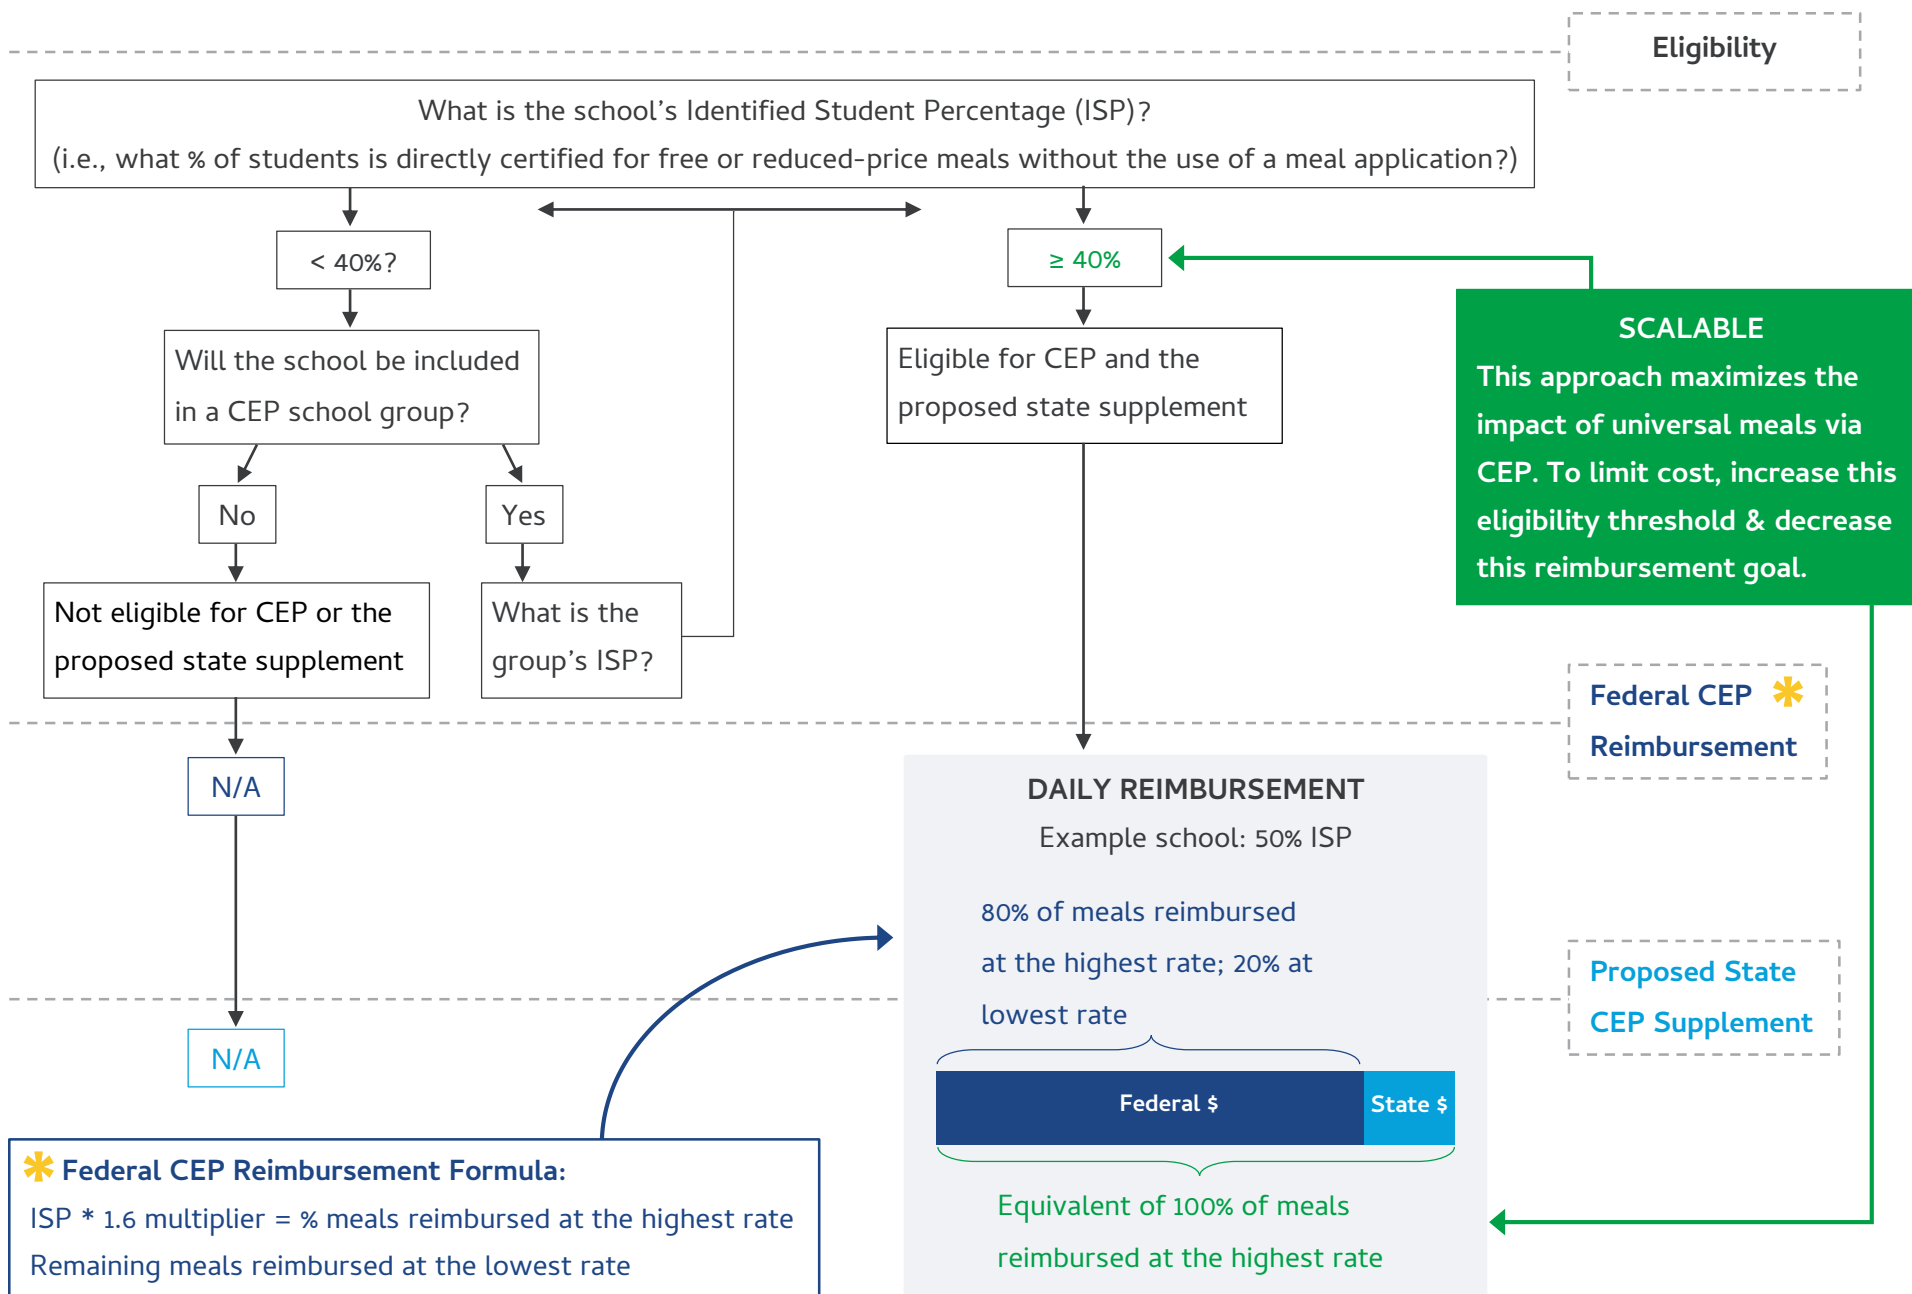 Eligibility
What is the school's Identified Student Percentage (ISP)?
(i.e., what % of students is directly certified for free or reduced-price meals without the use of a meal application?)
< 40%?
≥ 40%
Will the school be included
in a CEP school group?
Eligible for CEP and the
proposed state supplement
SCALABLE
This approach maximizes the
impact of universal meals via
CEP. To limit cost, increase this
eligibility threshold & decrease
this reimbursement goal.
No
Yes
Not eligible for CEP or the
proposed state supplement
What is the
group's ISP?
Federal CEP *
Reimbursement
N/A
DAILY REIMBURSEMENT
Example school: 50% ISP
80% of meals reimbursed
at the highest rate; 20% at
lowest rate
Proposed State
CEP Supplement
N/A
Federal $
State $
Equivalent of 100% of meals
reimbursed at the highest rate
* Federal CEP Reimbursement Formula:
ISP * 1.6 multiplier = % meals reimbursed at the highest rate
Remaining meals reimbursed at the lowest rate